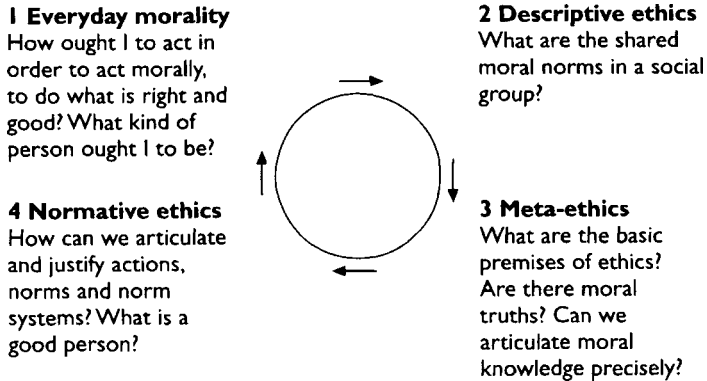 1 Everyday morality
How ought I to act in
order to act morally,
to do what is right and
good? What kind of
person ought I to be?
2 Descriptive ethics
What are the shared
moral norms in a social
group?
4 Normative ethics
How can we articulate
and justify actions,
norms and norm
systems? What is a
good person?
3 Meta-ethics
What are the basic
premises of ethics?
Are there moral
truths? Can we
articulate moral
knowledge precisely?